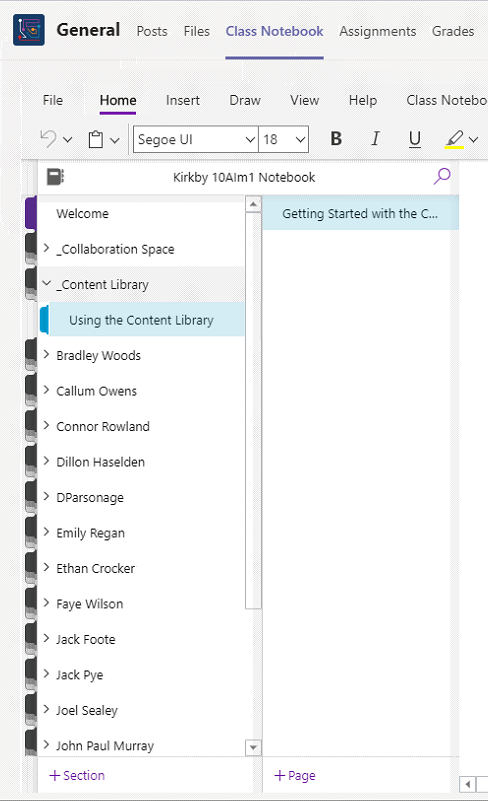 General Posts Files Class Notebook Assignments Grades
File Home Insert Draw View Help Class Notebo
Segoe UI 18 B I U
Kirkby 10AIm1 Notebook
Welcome
Getting Started with the C...
_Collaboration Space
_Content Library
Using the Content Library
Bradley Woods
Callum Owens
Connor Rowland
Dillon Haselden
DParsonage
Emily Regan
Ethan Crocker
Faye Wilson
Jack Foote
Jack Pye
Joel Sealey
John Paul Murray
+ Section
+ Page